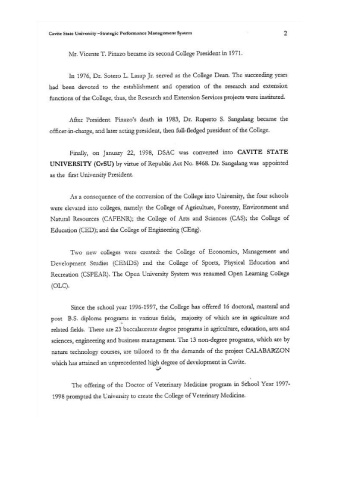 Cavite State University –Strategic Performance Management System 2
Mr. Vicente T. Pinazo became its second College President in 1971.
In 1976, Dr. Sotero L. Lasap Jr. served as the College Dean. The succeeding years
had been devoted to the establishment and operation of the research and extension
functions of the College, thus, the Research and Extension Services projects were instituted.
After President Pinazo's death in 1983, Dr. Ruperto S. Sangalang became the
officer-in-charge, and later acting president, then full-fledged president of the College.
Finally, on January 22, 1998, DSAC was converted into CAVITE STATE
UNIVERSITY (CvSU) by virtue of Republic Act No. 8468. Dr. Sangalang was appointed
as the first University President.
As a consequence of the conversion of the College into University, the four schools
were elevated into colleges, namely: the College of Agriculture, Forestry, Environment and
Natural Resources (CAFENR); the College of Arts and Sciences (CAS); the College of
Education (CED); and the College of Engineering (CEng).
Two new colleges were created: the College of Economics, Management and
Development Studies (CEMDS) and the College of Sports, Physical Education and
Recreation (CSPEAR). The Open University System was renamed Open Learning College
(OLC).
Since the school year 1996-1997, the College has offered 16 doctoral, masteral and
post B.S. diploma programs in various fields, majority of which are in agriculture and
related fields. There are 23 baccalaureate degree programs in agriculture, education, arts and
sciences, engineering and business management. The 13 non-degree programs, which are by
nature technology courses, are tailored to fit the demands of the project CALABARZON
which has attained an unprecedented high degree of development in Cavite.
The offering of the Doctor of Veterinary Medicine program in School Year 1997-
1998 prompted the University to create the College of Veterinary Medicine.